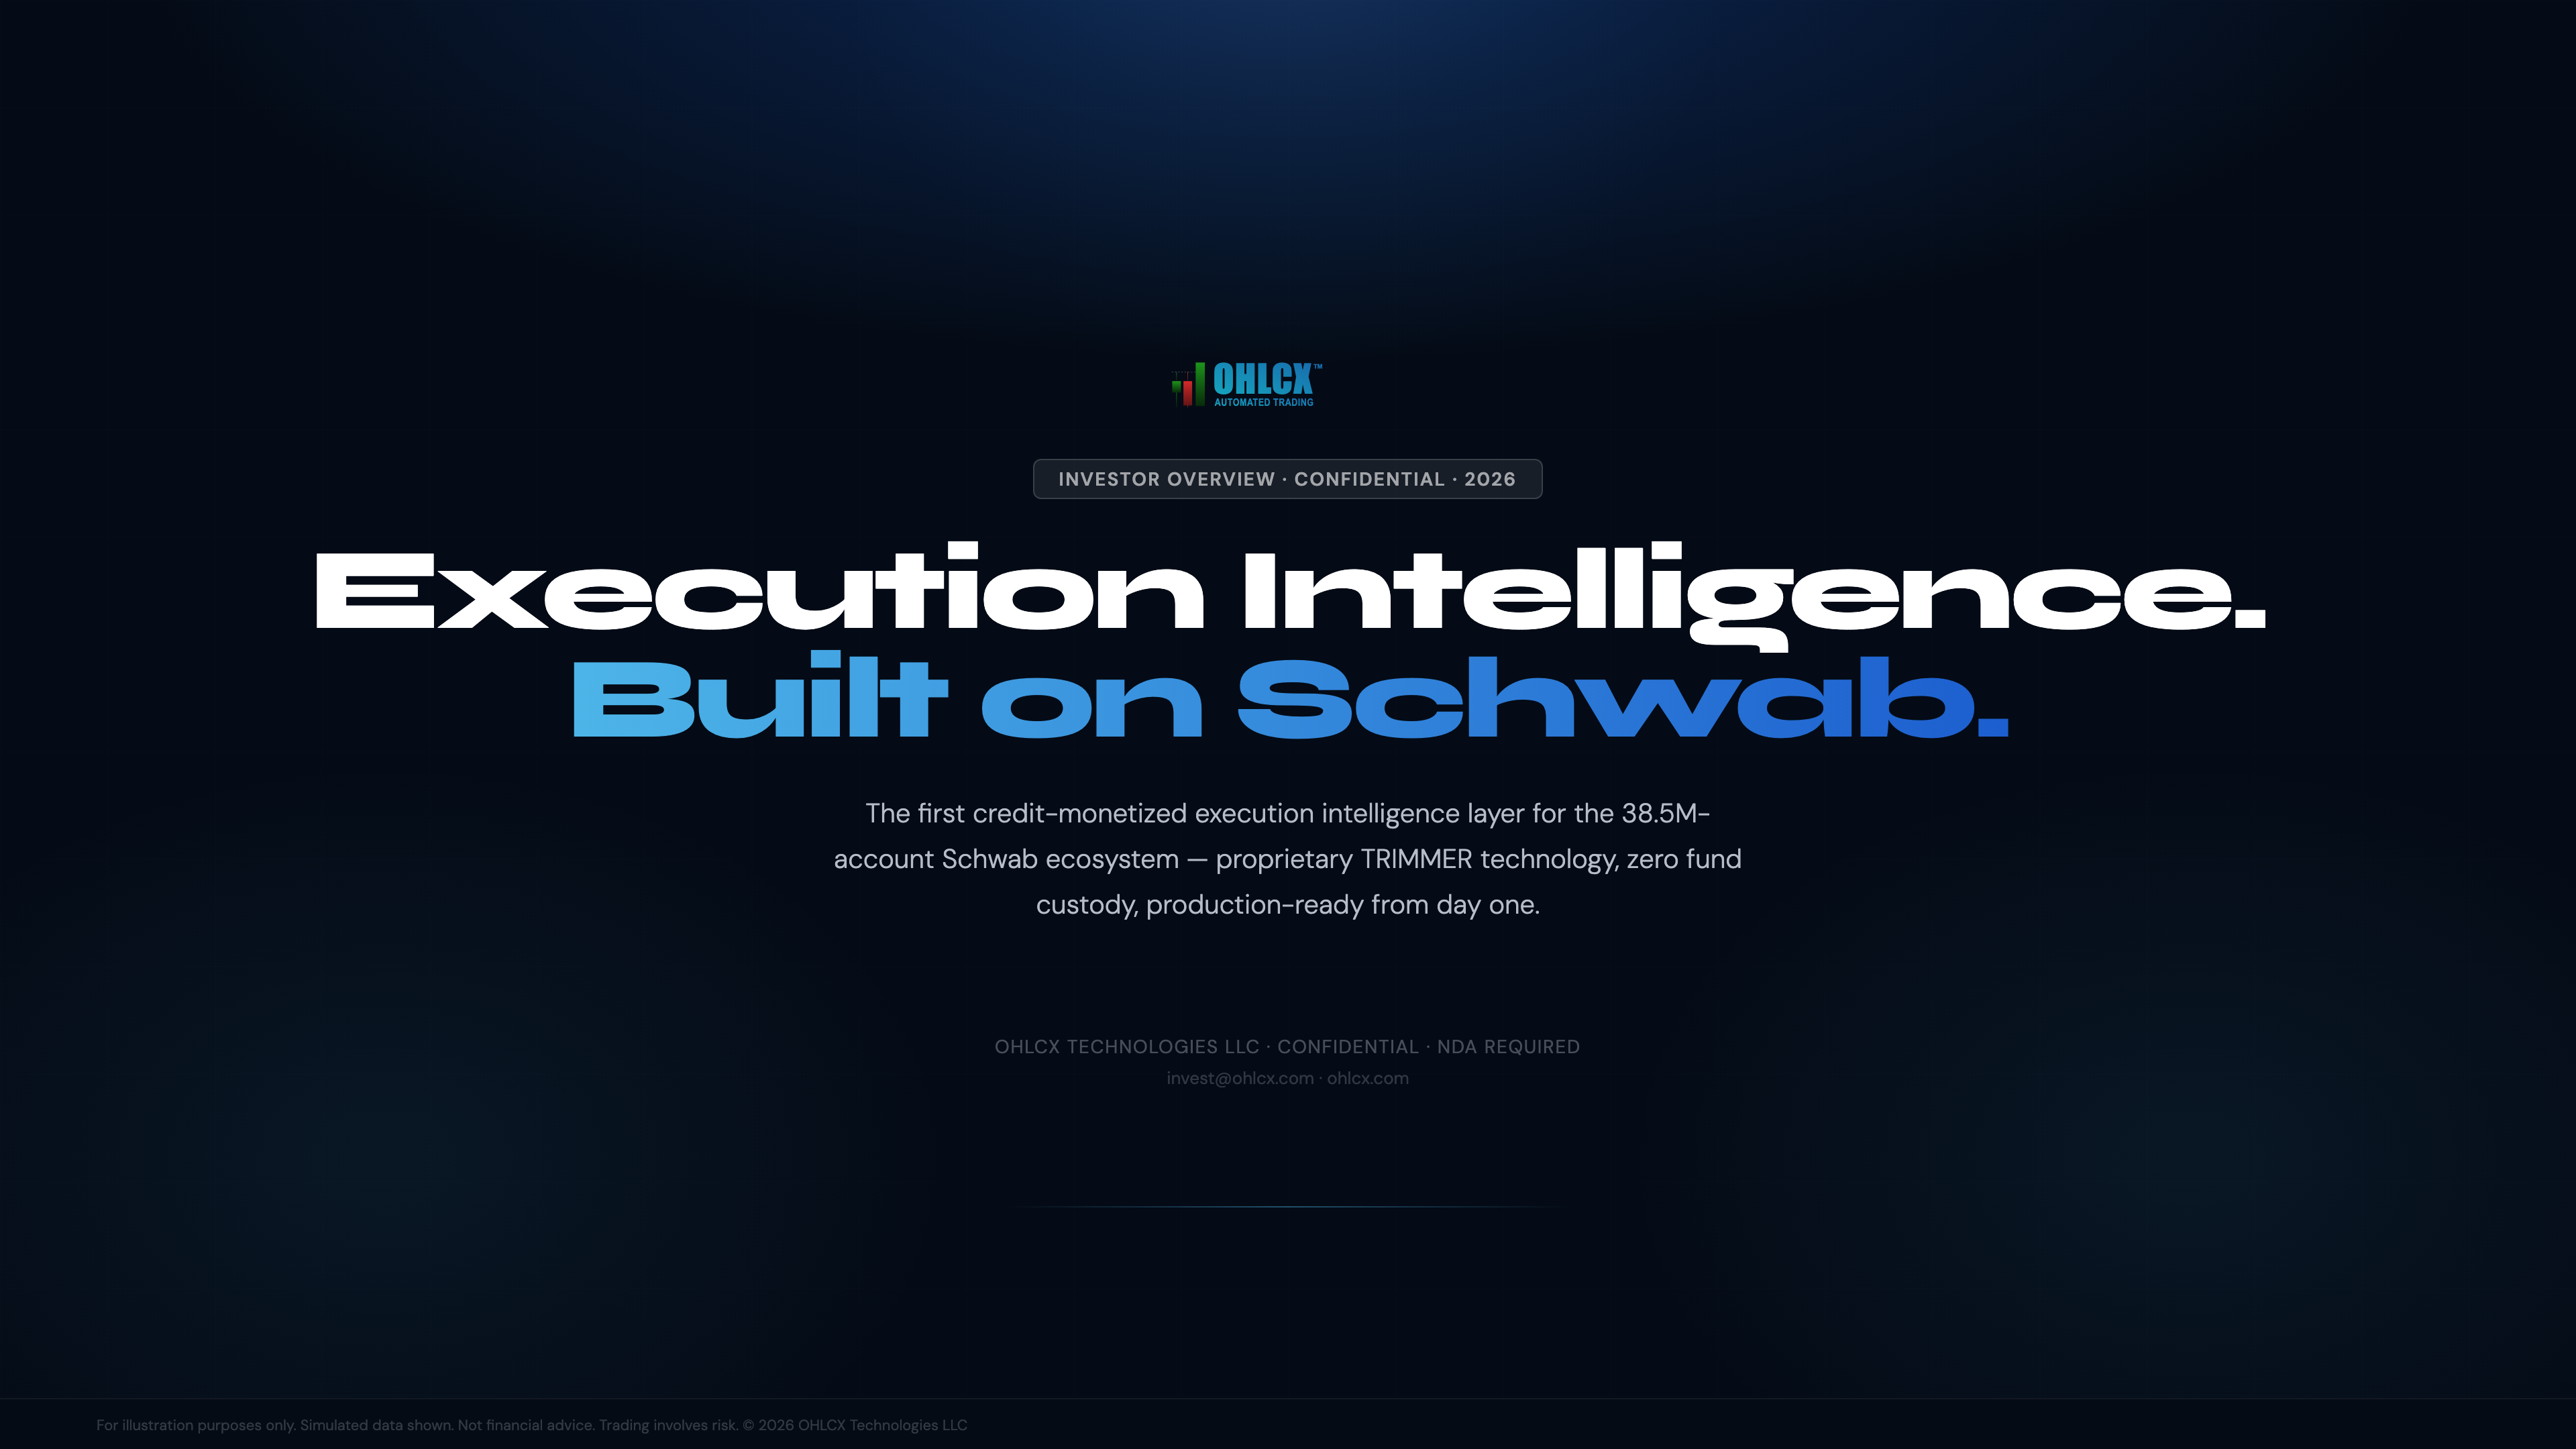 OHLCX™
AUTOMATED TRADING
INVESTOR OVERVIEW · CONFIDENTIAL · 2026
Execution Intelligence.
Built on Schwab.
The first credit-monetized execution intelligence layer for the 38.5M-
account Schwab ecosystem — proprietary TRIMMER technology, zero fund
custody, production-ready from day one.
OHLCX TECHNOLOGIES LLC · CONFIDENTIAL · NDA REQUIRED
invest@ohlcx.com · ohlcx.com
For illustration purposes only. Simulated data shown. Not financial advice. Trading involves risk. © 2026 OHLCX Technologies LLC